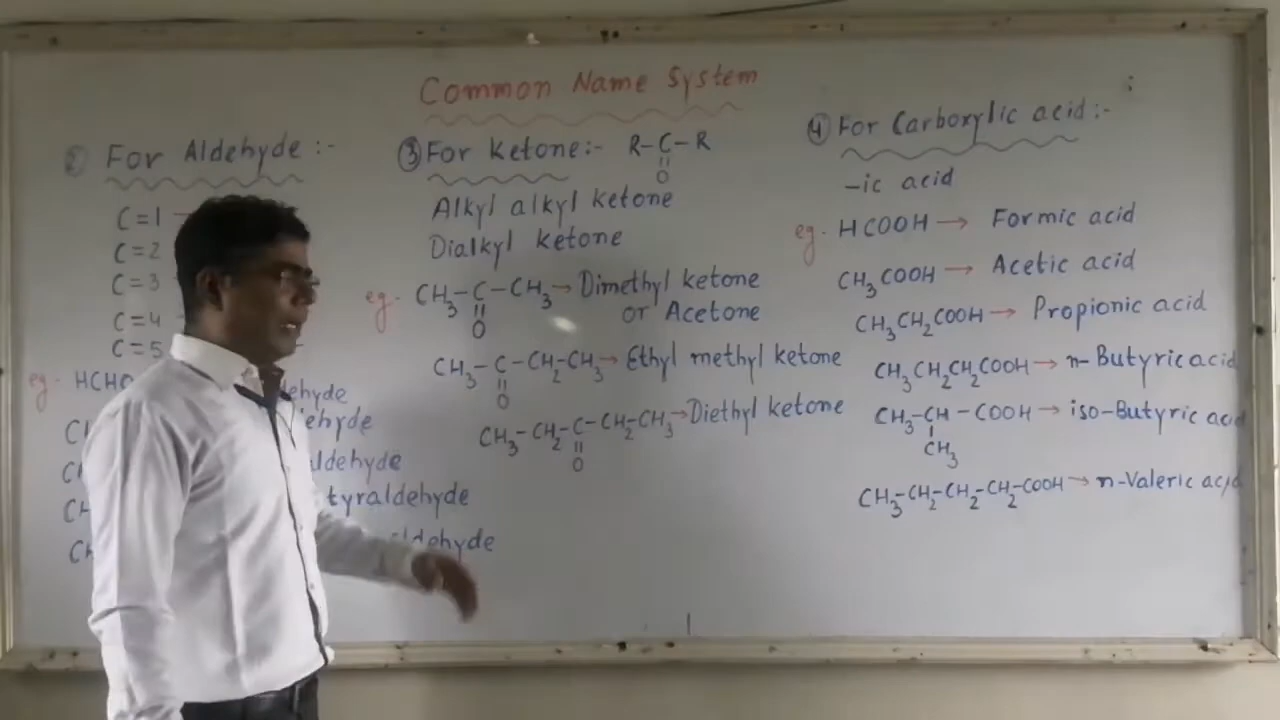 Common Name System
② For Aldehyde :-
C=1
C=2
C=3
C=4
C=5
eg. HCHO
tyraldehyde
③ For Ketone :- R-C-R
O
Alkyl alkyl ketone
Dialkyl ketone
eg. CH₃-C-CH₃→ Dimethyl ketone
O or Acetone
CH₃-C-CH₂-CH₃→ Ethyl methyl ketone
O
CH₃-CH₂-C-CH₂-CH₃→ Diethyl ketone
O
④ For Carboxylic acid :-
-ic acid
eg. HCOOH → Formic acid
CH₃COOH → Acetic acid
CH₃CH₂COOH → Propionic acid
CH₃CH₂CH₂COOH → n-Butyric acid
CH₃-CH-COOH → iso-Butyric acid
CH₃
CH₃-CH₂-CH₂-CH₂-COOH → n-Valeric acid